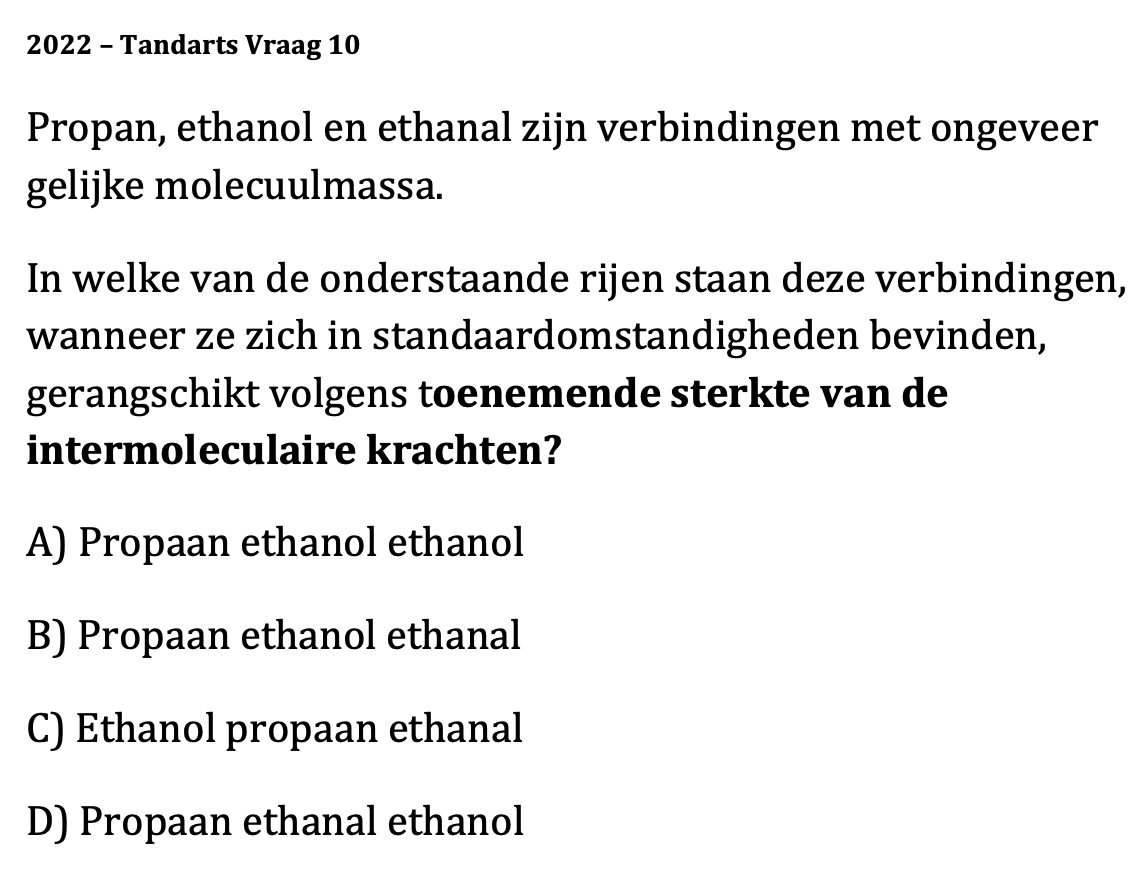 2022 – Tandarts Vraag 10
Propan, ethanol en ethanal zijn verbindingen met ongeveer
gelijke molecuulmassa.
In welke van de onderstaande rijen staan deze verbindingen,
wanneer ze zich in standaardomstandigheden bevinden,
gerangschikt volgens toenemende sterkte van de
intermoleculaire krachten?
A) Propaan ethanol ethanol
B) Propaan ethanol ethanal
C) Ethanol propaan ethanal
D) Propaan ethanal ethanol